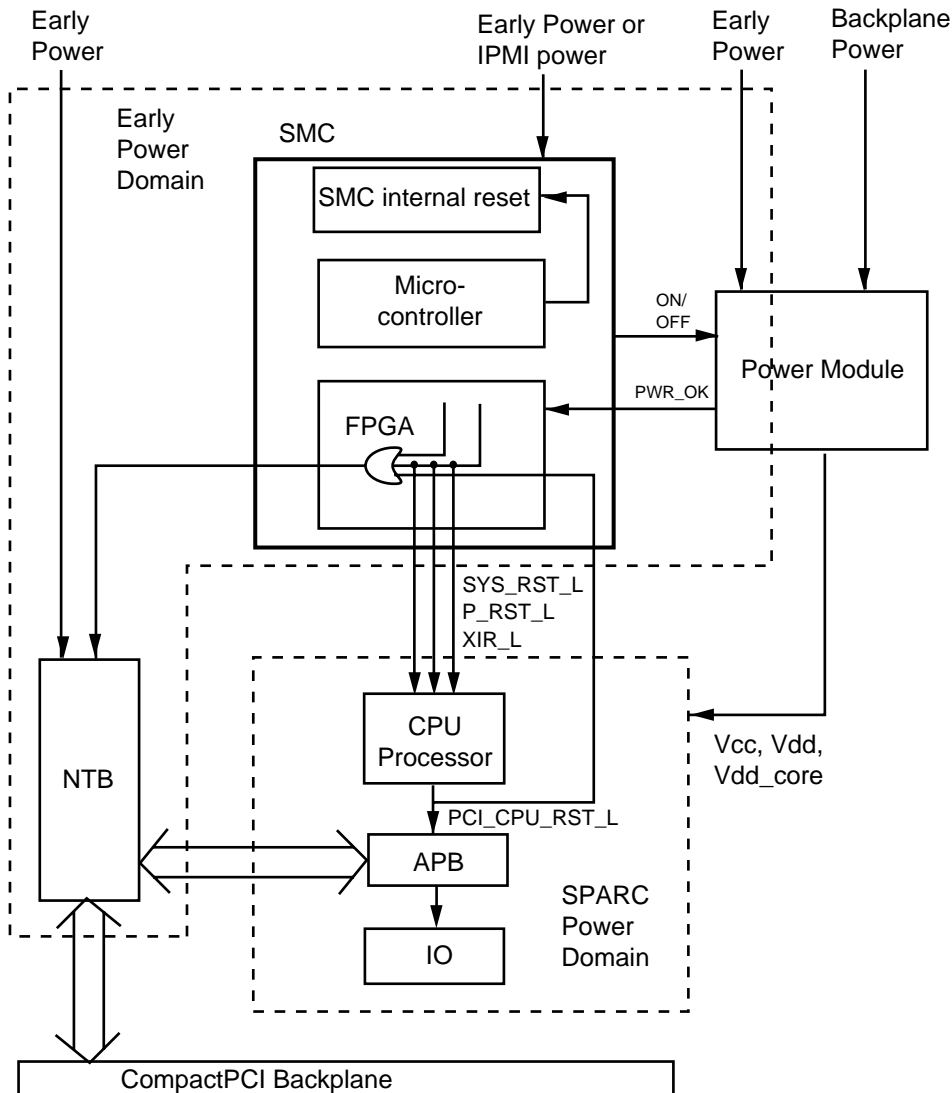 Early
Power
Early Power or
IPMI power
Early
Power
Backplane
Power
Early
Power
Domain
SMC
SMC internal reset
Micro-
controller
ON/
OFF
Power Module
PWR_OK
FPGA
SYS_RST_L
P_RST_L
XIR_L
CPU
Processor
Vcc, Vdd,
Vdd_core
NTB
PCI_CPU_RST_L
APB
SPARC
Power
Domain
IO
CompactPCI Backplane